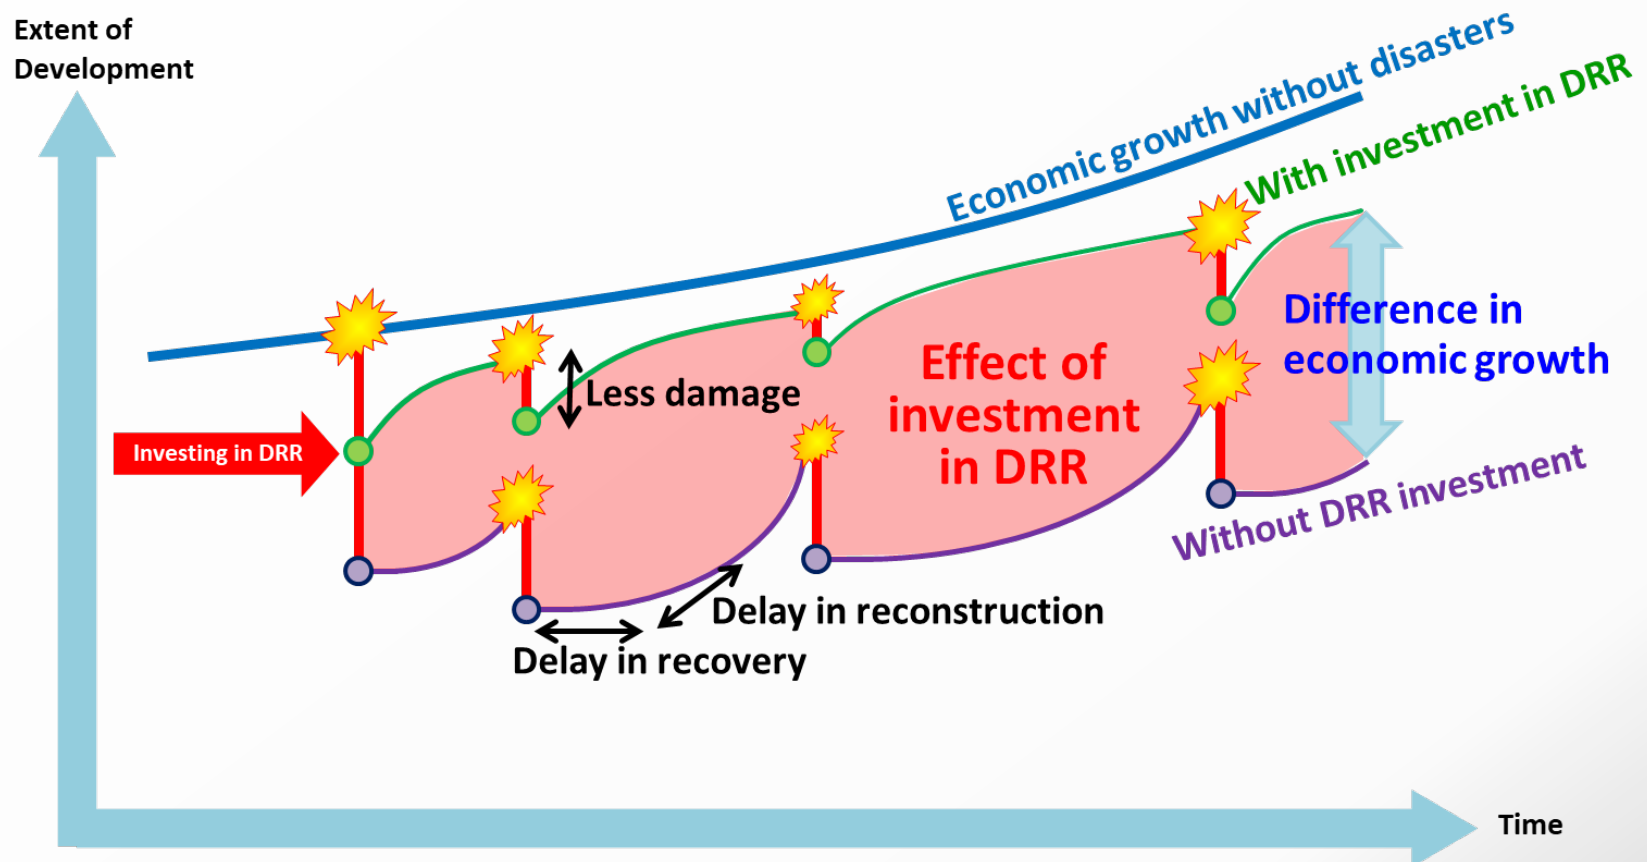 Extent of
Development
Economic growth without disasters
With investment in DRR
Difference in
economic growth
Effect of
investment
in DRR
Less damage
Investing in DRR
Without DRR investment
Delay in reconstruction
Delay in recovery
Time